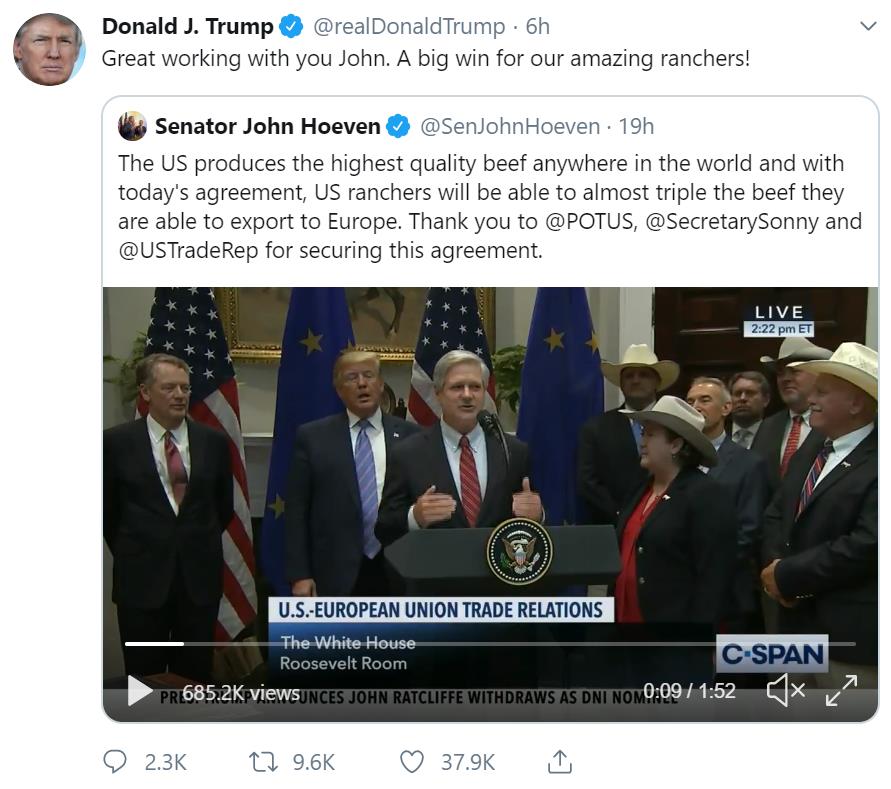 Donald J. Trump @realDonaldTrump · 6h
Great working with you John. A big win for our amazing ranchers!
Senator John Hoeven @SenJohnHoeven · 19h
The US produces the highest quality beef anywhere in the world and with
today's agreement, US ranchers will be able to almost triple the beef they
are able to export to Europe. Thank you to @POTUS, @SecretarySonny and
@USTradeRep for securing this agreement.
LIVE
2:22 pm ET
U.S.-EUROPEAN UNION TRADE RELATIONS
The White House
Roosevelt Room
C-SPAN
685.2K views
0:09 / 1:52
JOHN RATCLIFFE WITHDRAWS AS DNI NOMINEE
2.3K 9.6K 37.9K